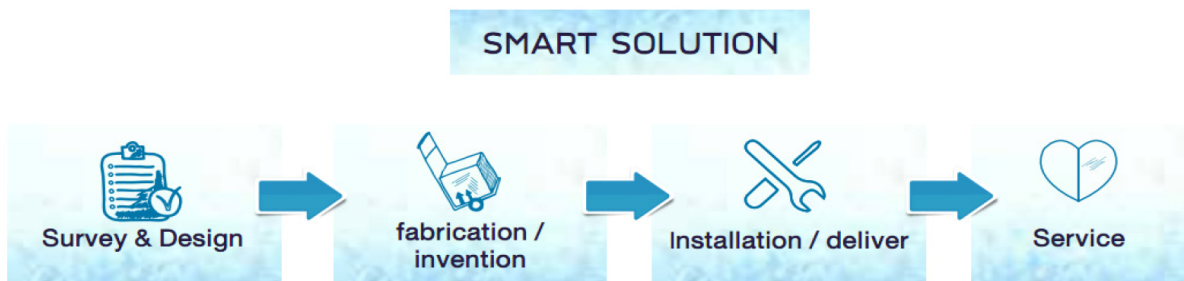 SMART SOLUTION
Survey & Design
fabrication /
invention
Installation / deliver
Service